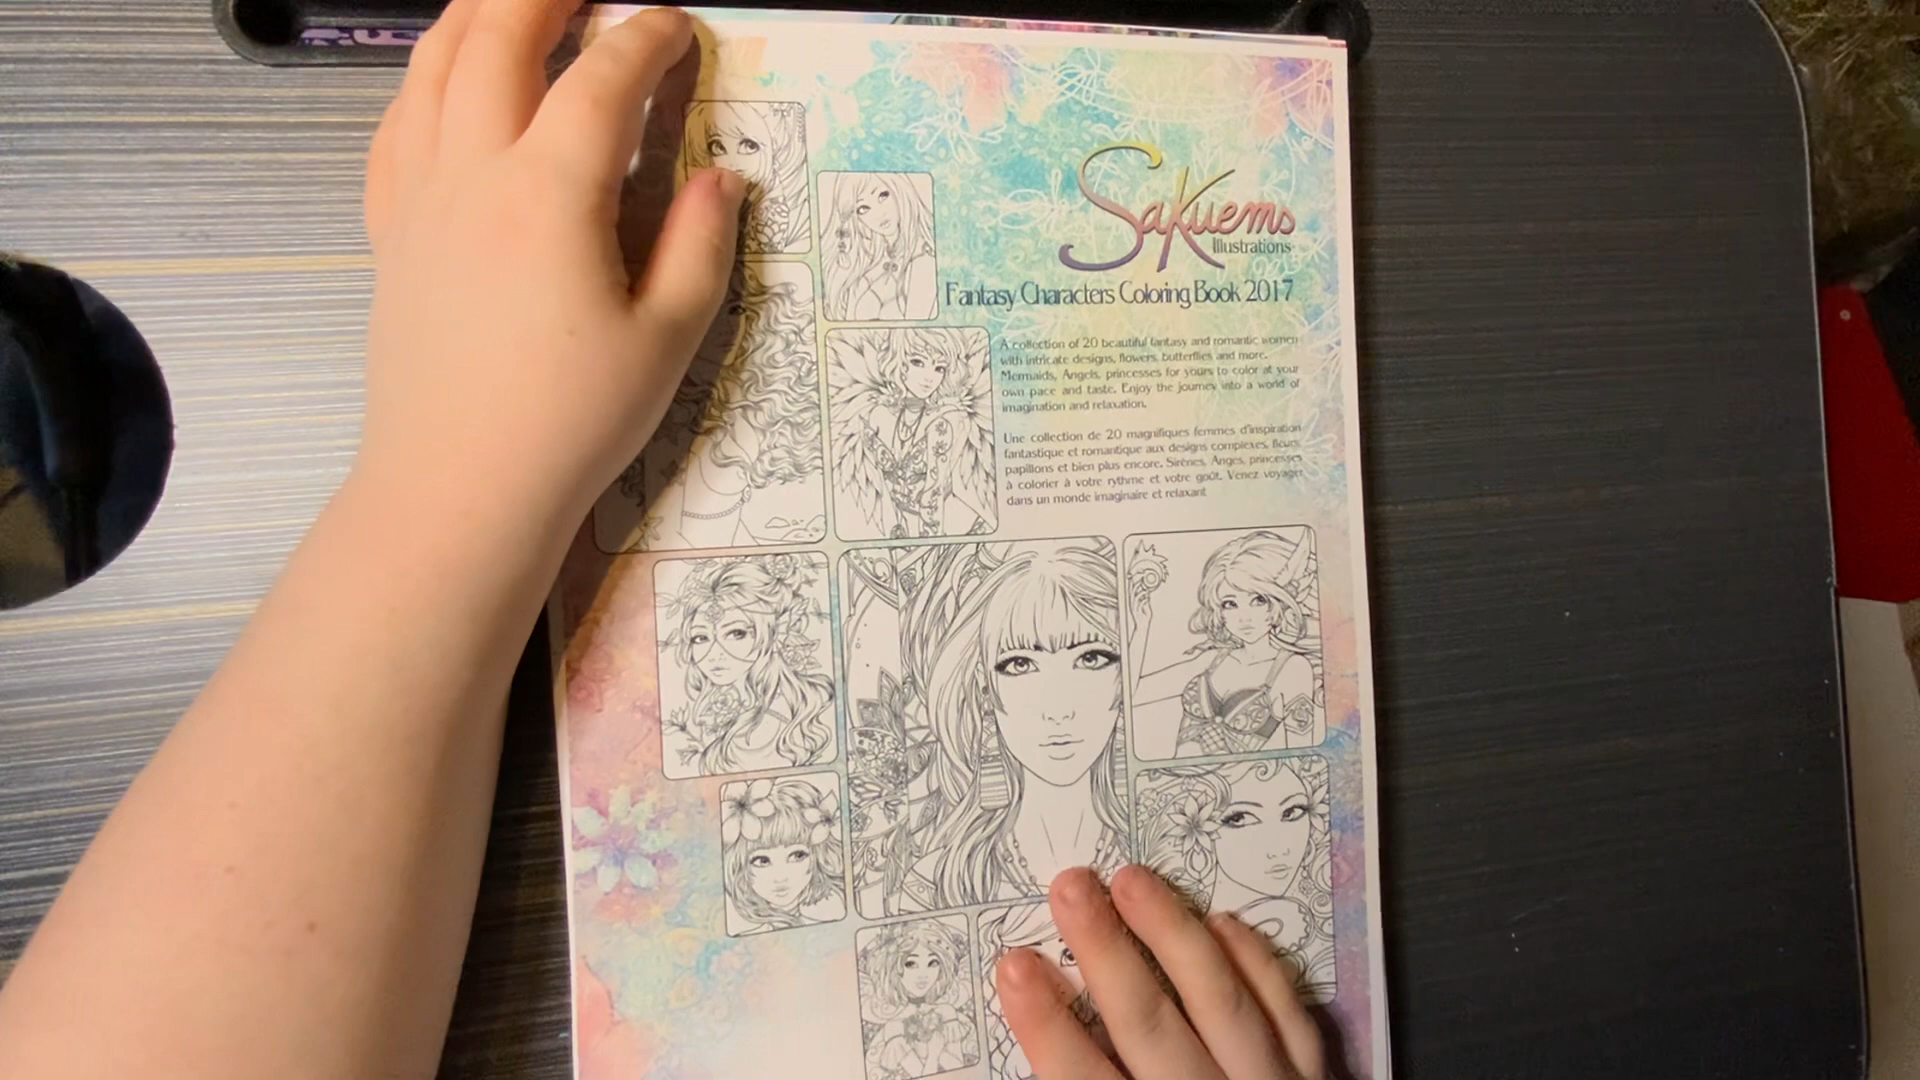 Sakuems
Illustrations
Fantasy Characters Coloring Book 2017
A collection of 20 beautiful fantasy and romantic women
with intricate designs, flowers, butterflies and more.
Mermaids, Angels, princesses for yours to color at your
own pace and taste. Enjoy the journey into a world of
imagination and relaxation.
Une collection de 20 magnifiques femmes d'inspiration
fantastique et romantique aux designs complexes, fleurs,
papillons et bien plus encore. Sirènes, Anges, princesses
à colorier à votre rythme et votre goût. Venez voyager
dans un monde imaginaire et relaxant